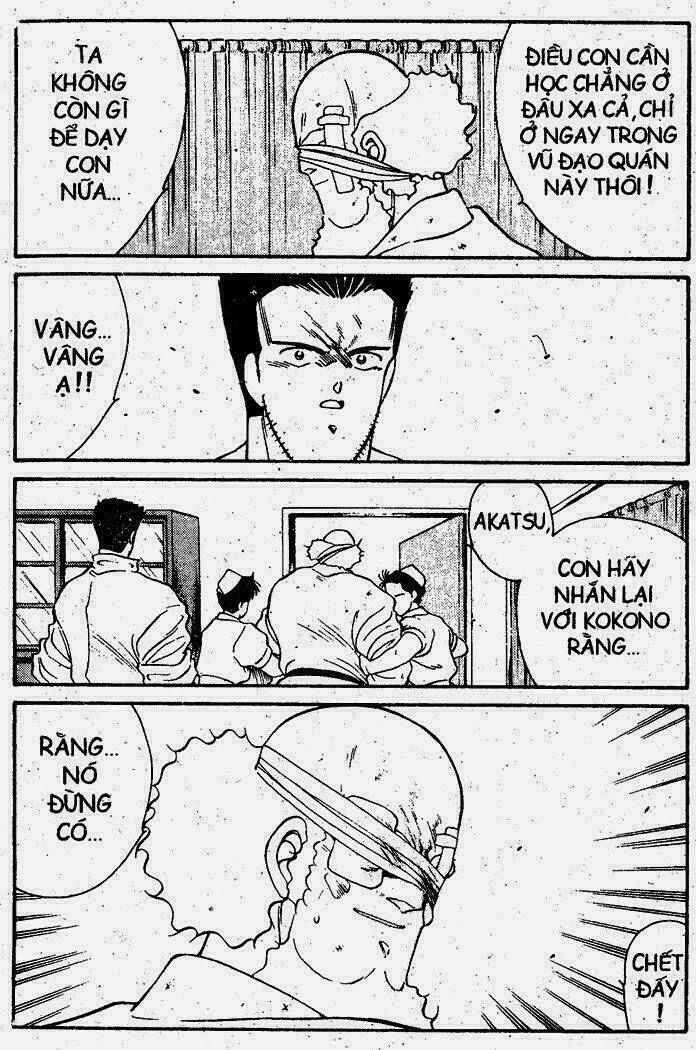 TA
KHÔNG
CÒN GÌ
ĐỂ DẠY
CON
NỮA...
ĐIỀU CON CẦN
HỌC CHẲNG Ở
ĐÂU XA CẢ, CHỈ
Ở NGAY TRONG
VŨ ĐẠO QUÁN
NÀY THÔI!
VÂNG...
VÂNG
Ạ!!
AKATSU,
CON HÃY
NHẮN LẠI
VỚI KOKONO
RẰNG...
RẰNG...
NÓ
ĐỪNG
CÓ...
CHẾT
ĐẤY
!